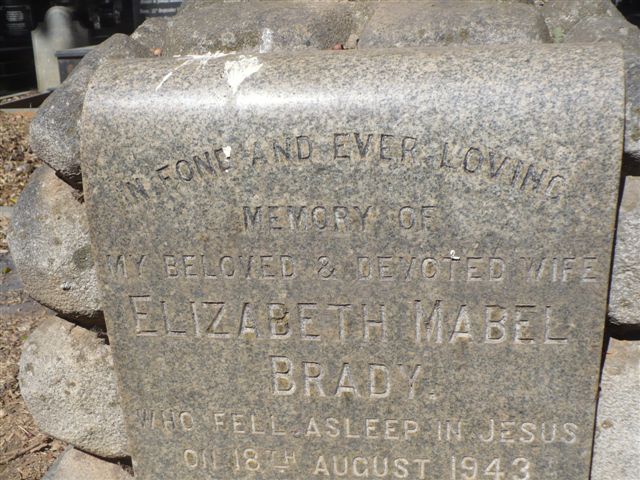 IN FOND AND EVER LOVING
MEMORY OF
MY BELOVED & DEVOTED WIFE
ELIZABETH MABEL
BRADY.
WHO FELL ASLEEP IN JESUS
ON 18TH AUGUST 1943